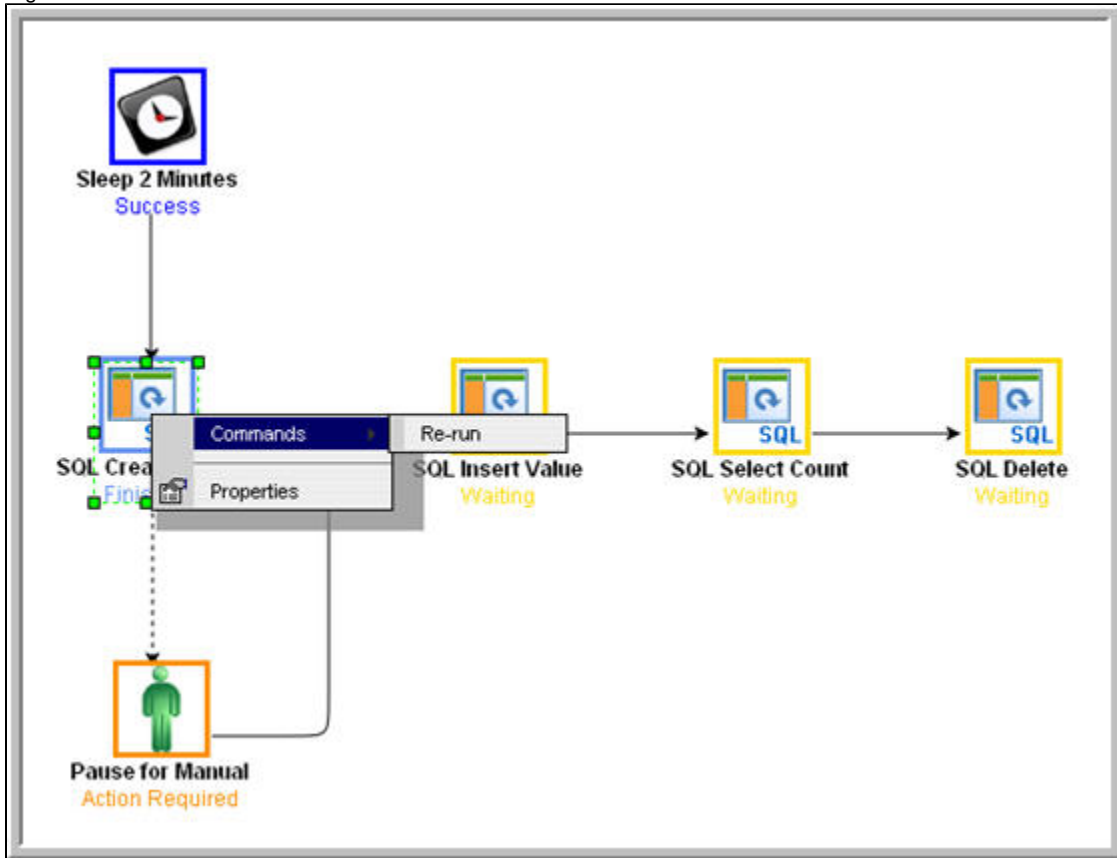 Sleep 2 Minutes
Success
SQL
SQL
Commands
Re-run
SQL
SQL Insert Value
SQL Select Count
SQL Delete
Properties
Waiting
Waiting
Waiting
Pause for Manual
Action Required